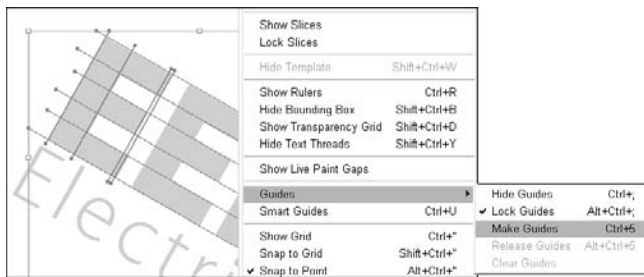 Show Slices
Lock Slices
Hide Template Shift+Ctrl+W
Show Rulers Ctrl+R
Hide Bounding Box Shift+Ctrl+B
Show Transparency Grid Shift+Ctrl+D
Hide Text Threads Shift+Ctrl+Y
Show Live Paint Gaps
Guides
Smart Guides Ctrl+U
Show Grid Ctrl+"
Snap to Grid Shift+Ctrl+"
✓ Snap to Point Alt+Ctrl+"
Hide Guides Ctrl+;
✓ Lock Guides Alt+Ctrl+;
Make Guides Ctrl+5
Release Guides Alt+Ctrl+5
Clear Guides
Electri